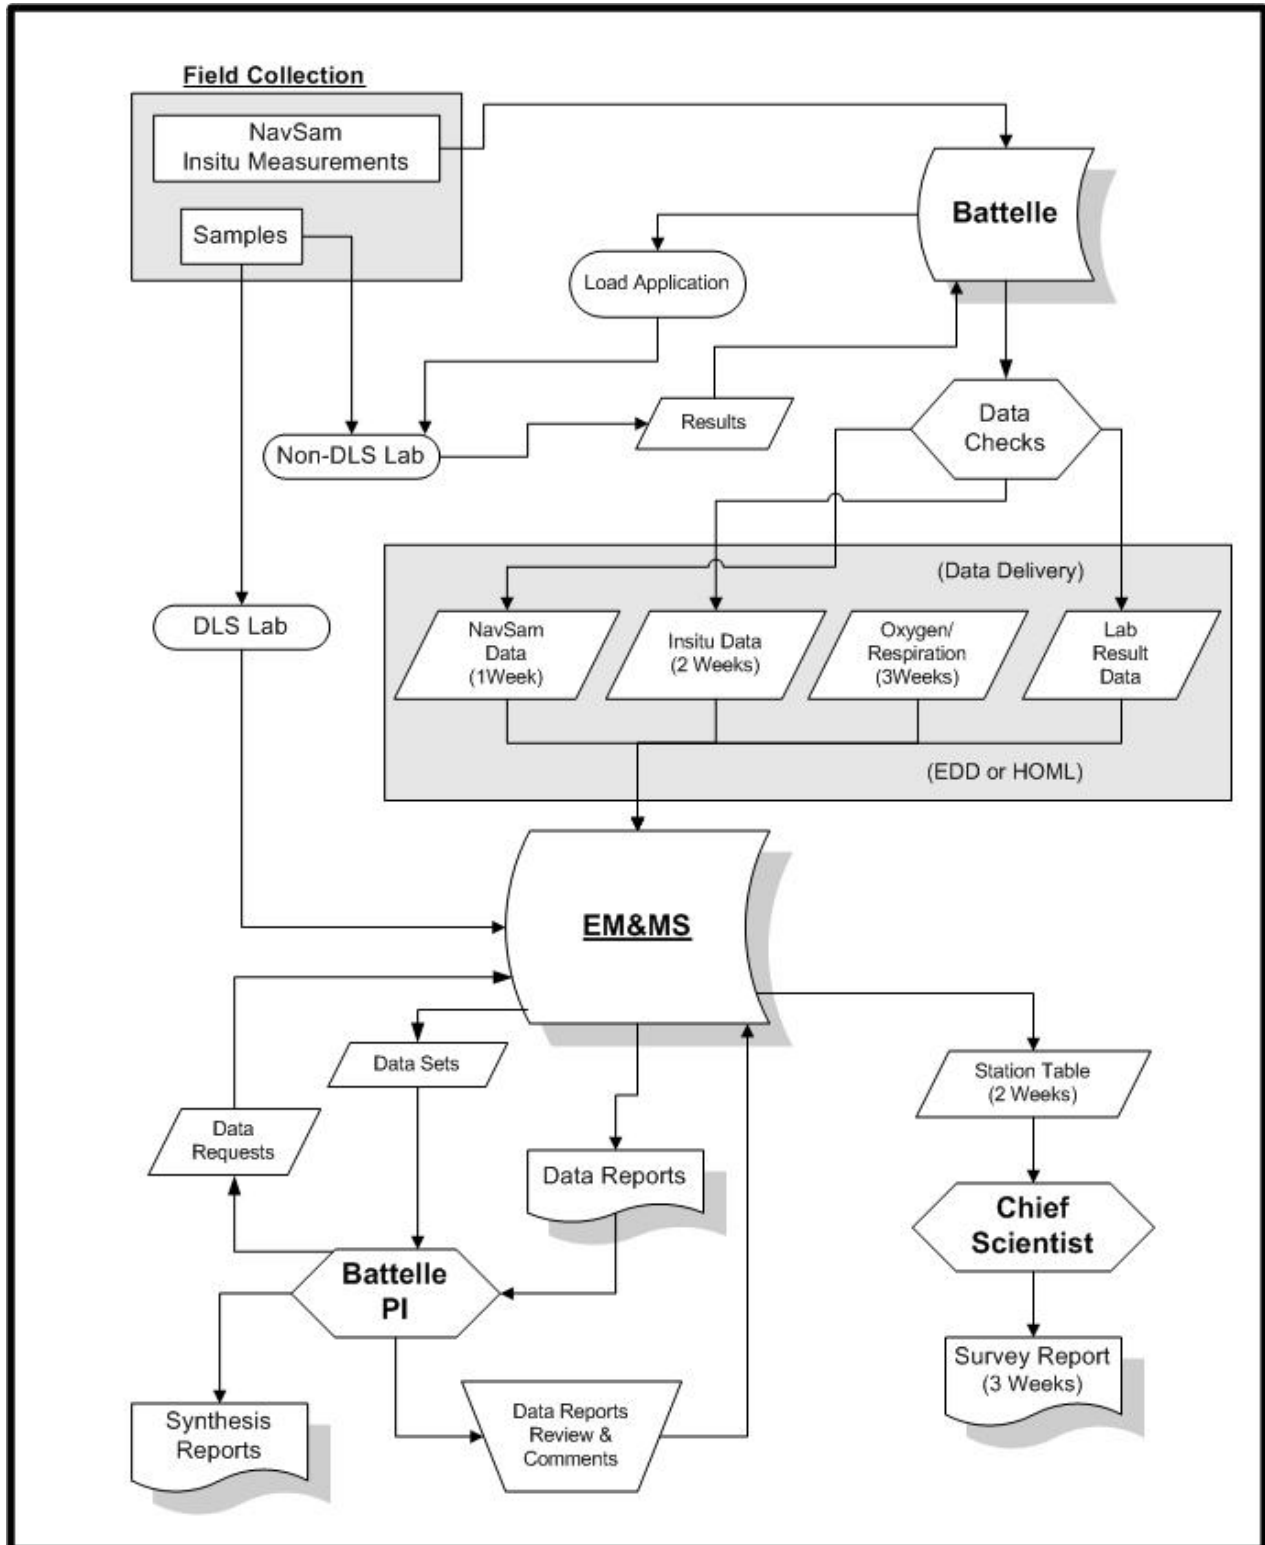 Field Collection
NavSam
Insitu Measurements
Samples
Battelle
Load Application
Results
Non-DLS Lab
Data
Checks
(Data Delivery)
DLS Lab
NavSam
Data
(1Week)
Insitu Data
(2 Weeks)
Oxygen/
Respiration
(3Weeks)
Lab
Result
Data
(EDD or HOML)
EM&MS
Data Sets
Station Table
(2 Weeks)
Data
Requests
Data Reports
Chief
Scientist
Battelle
PI
Survey Report
(3 Weeks)
Synthesis
Reports
Data Reports
Review &
Comments